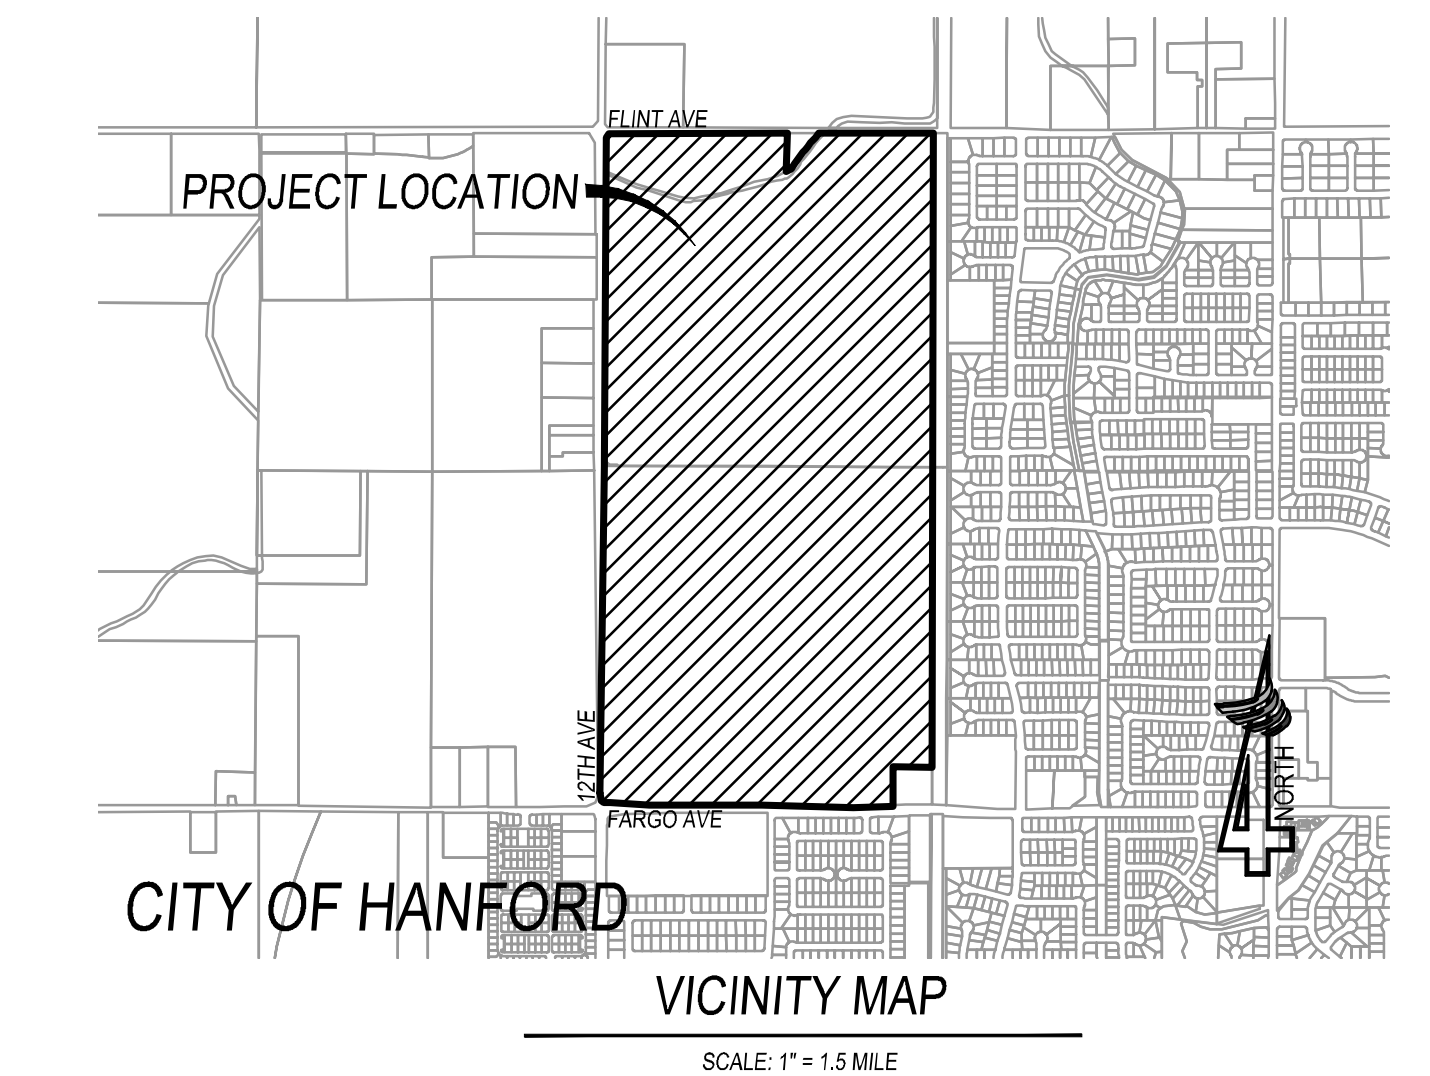 FLINT AVE
PROJECT LOCATION
12TH AVE
NORTH
FARGO AVE
CITY OF HANFORD
VICINITY MAP
SCALE: 1" = 1.5 MILE